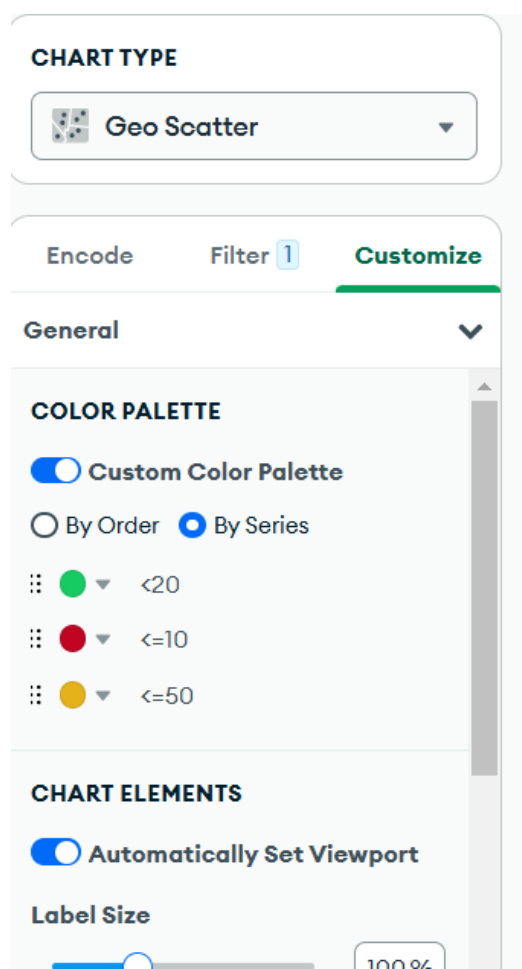 CHART TYPE
Geo Scatter
Encode Filter 1 Customize
General
COLOR PALETTE
Custom Color Palette
By Order By Series
<20
<=10
<=50
CHART ELEMENTS
Automatically Set Viewport
Label Size
100 %